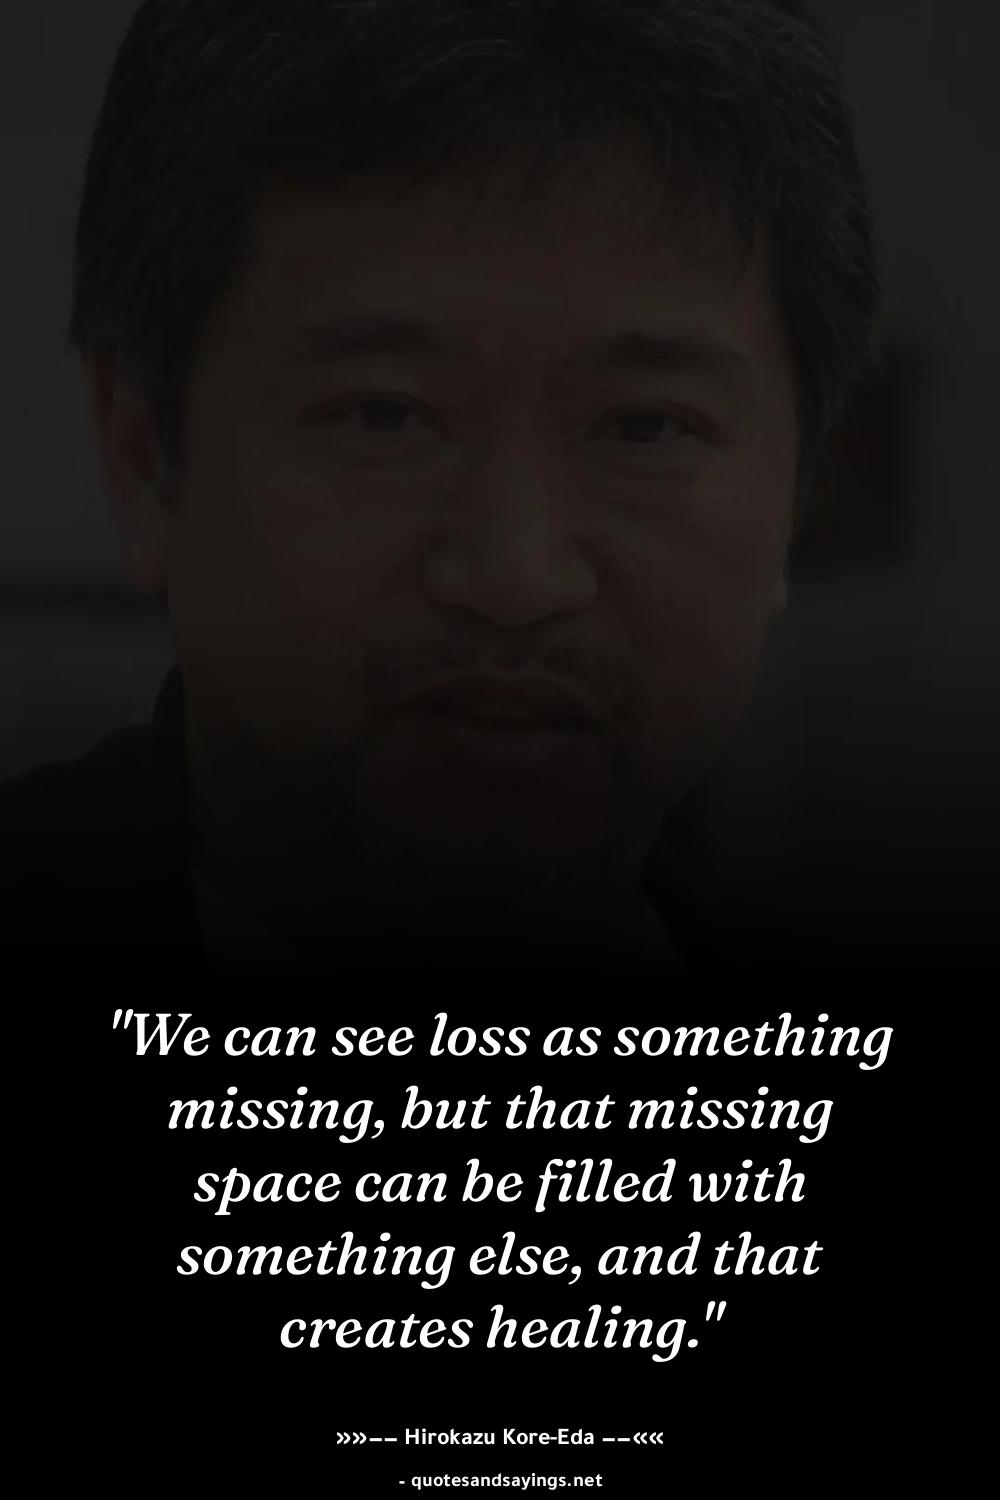 "We can see loss as something
missing, but that missing
space can be filled with
something else, and that
creates healing."
»»–– Hirokazu Kore-Eda ––««
- quotesandsayings.net